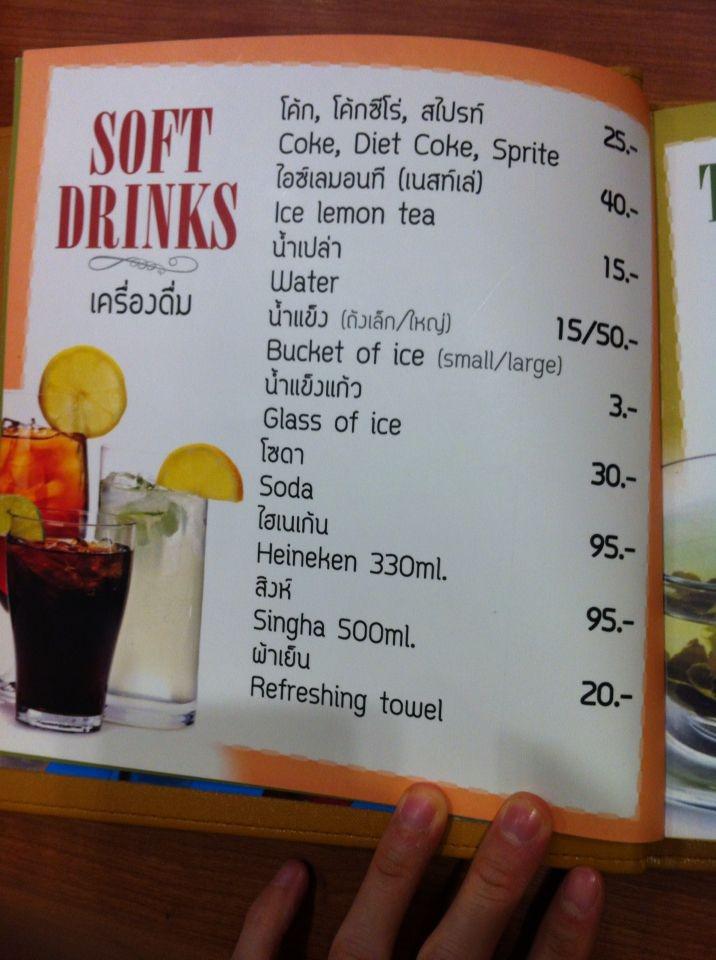 SOFT
DRINKS
เครื่องดื่ม
โค้ก, โค้กซีโร่, สไปรท์
Coke, Diet Coke, Sprite 25.-
ไอซ์เลมอนที (เนสท์เล่)
Ice lemon tea 40.-
น้ำเปล่า
Water 15.-
น้ำแข็ง (ถังเล็ก/ใหญ่)
Bucket of ice (small/large) 15/50.-
น้ำแข็งแก้ว
Glass of ice 3.-
โซดา
Soda 30.-
ไฮเนเก้น
Heineken 330ml. 95.-
สิงห์
Singha 500ml. 95.-
ผ้าเย็น
Refreshing towel 20.-